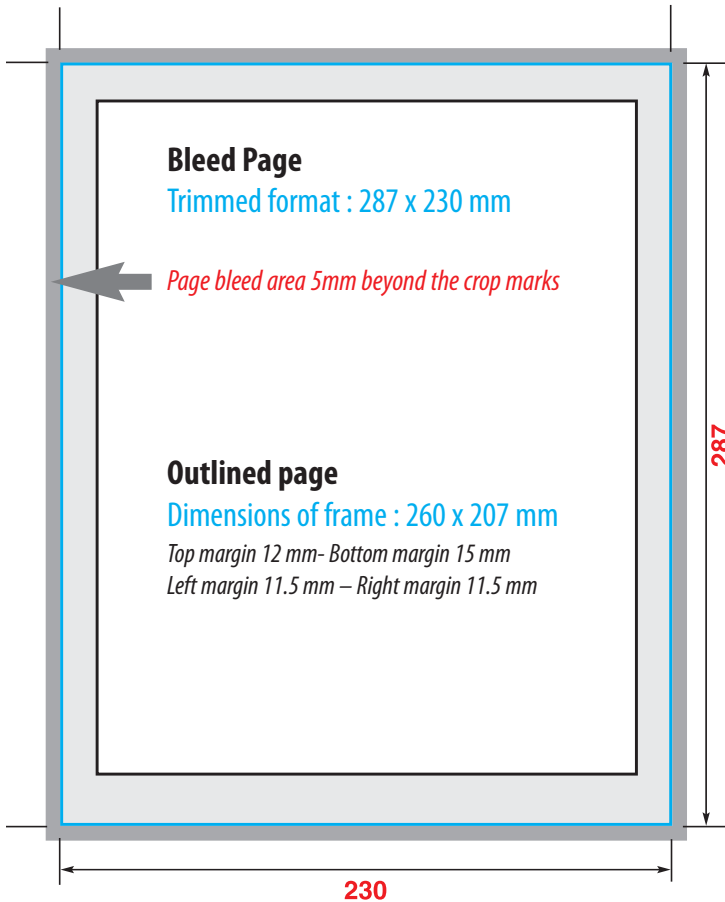 Bleed Page
Trimmed format : 287 x 230 mm
Page bleed area 5mm beyond the crop marks
287
Outlined page
Dimensions of frame : 260 x 207 mm
Top margin 12 mm- Bottom margin 15 mm
Left margin 11.5 mm – Right margin 11.5 mm
230